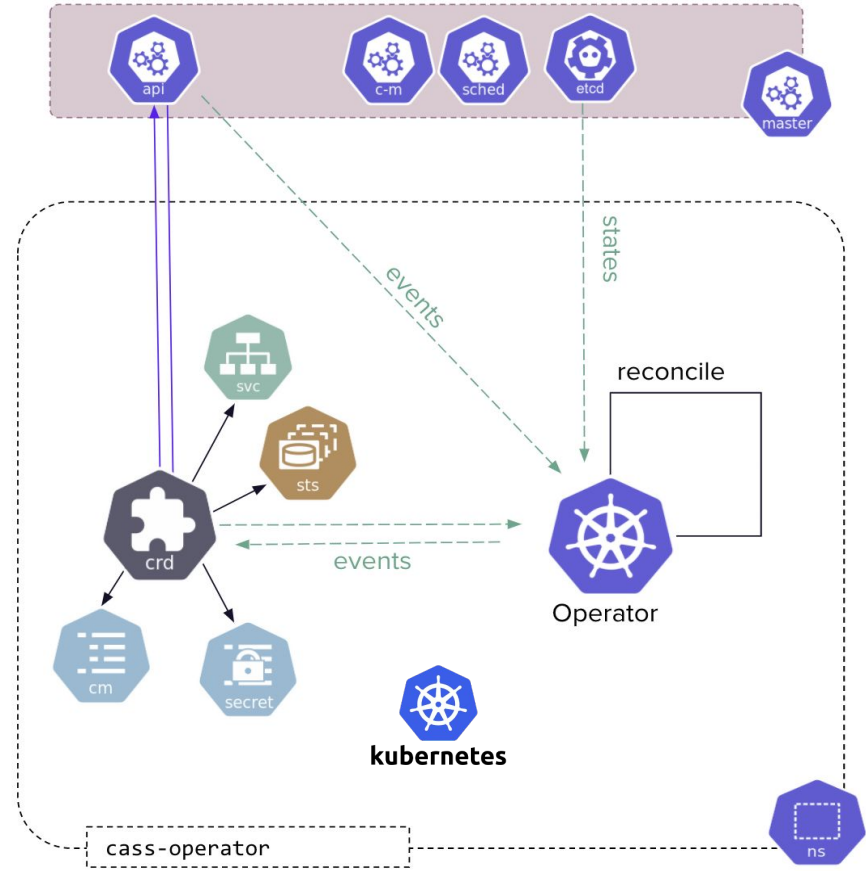 api
c-m
sched
etcd
master
events
states
svc
reconcile
sts
crd
events
Operator
cm
secret
kubernetes
cass-operator
ns